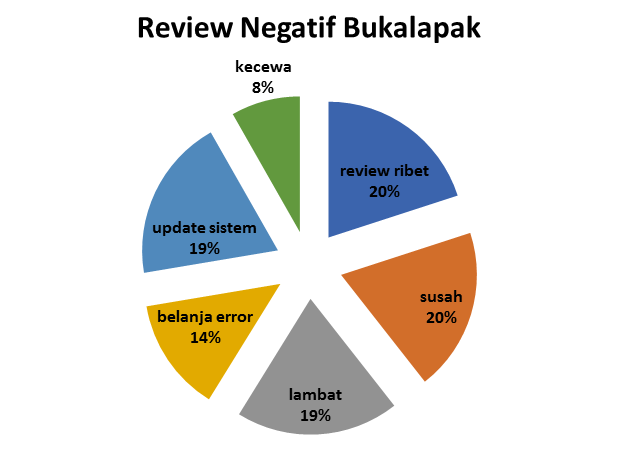 Review Negatif Bukalapak
kecewa
8%
review ribet
20%
update sistem
19%
susah
20%
belanja error
14%
lambat
19%